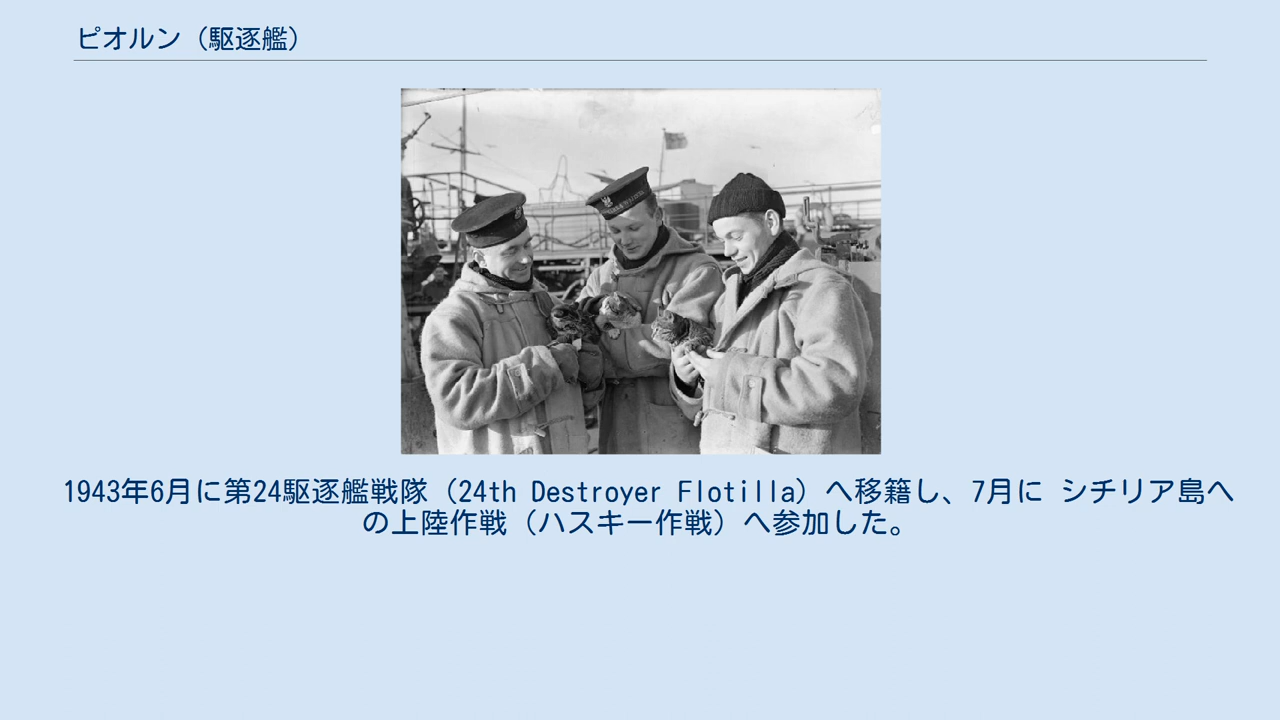 ピオルン（駆逐艦）
1943年6月に第24駆逐艦戦隊（24th Destroyer Flotilla）へ移籍し、7月に シチリア島へ
の上陸作戦（ハスキー作戦）へ参加した。